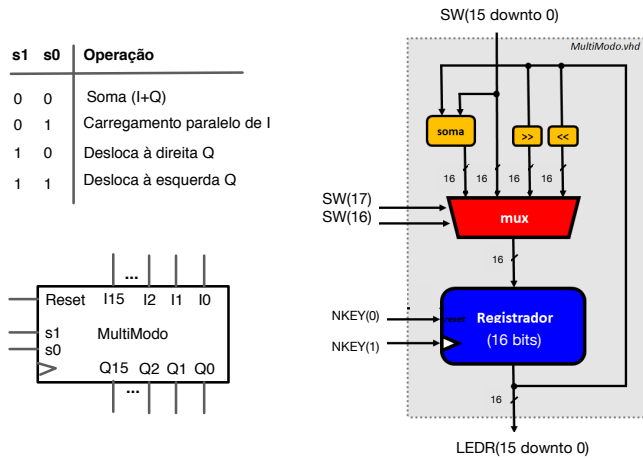 s1 s0 Operação
0 0 Soma (I+Q)
0 1 Carregamento paralelo de I
1 0 Desloca à direita Q
1 1 Desloca à esquerda Q
...
Reset I15 I2 I1 I0
s1
s0
MultiModo
Q15 Q2 Q1 Q0
...
SW(15 downto 0)
MultiModo.vhd
soma
>>
<<
16 16 16 16
SW(17)
SW(16)
mux
16
NKEY(0)
NKEY(1)
Registrador
(16 bits)
16
LEDR(15 downto 0)